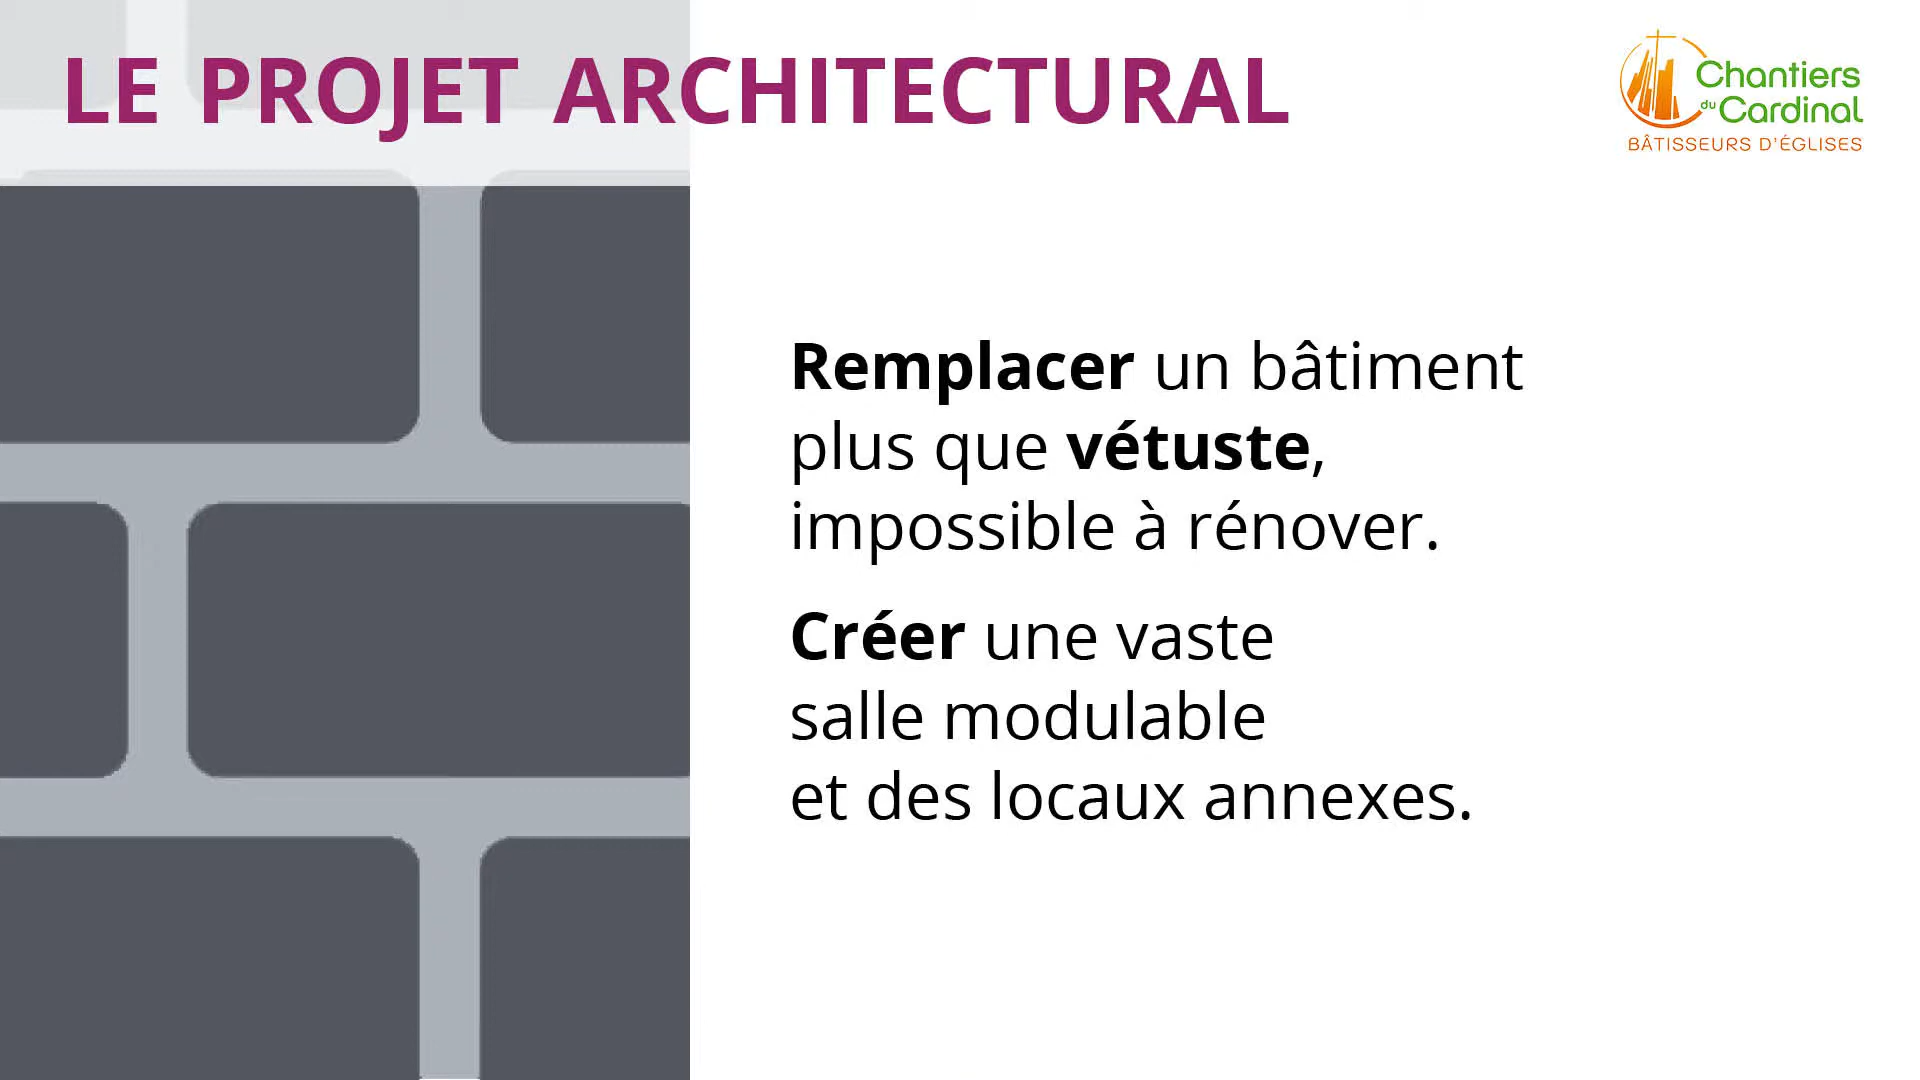 LE PROJET ARCHITECTURAL
Chantiers
du Cardinal
BÂTISSEURS D'ÉGLISES
Remplacer un bâtiment
plus que vétuste,
impossible à rénover.
Créer une vaste
salle modulable
et des locaux annexes.